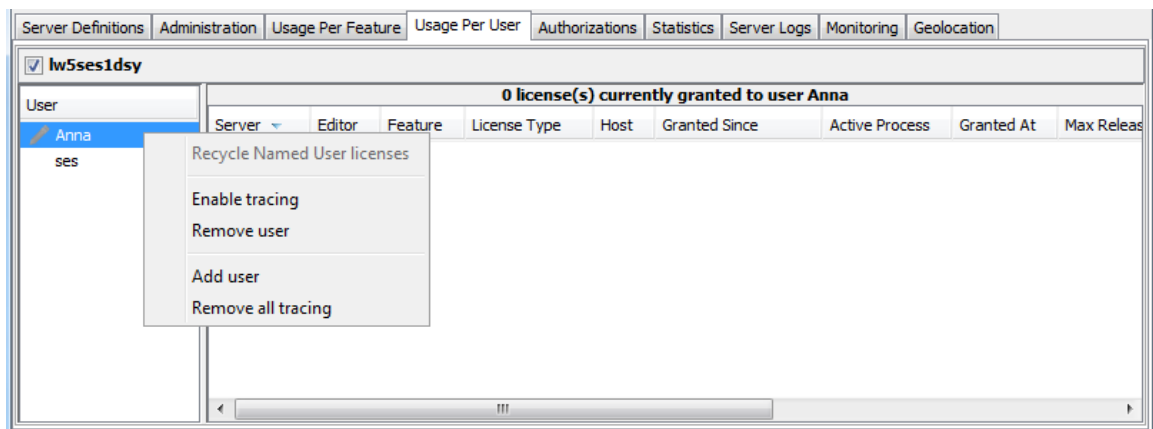 Server Definitions Administration Usage Per Feature Usage Per User Authorizations Statistics Server Logs Monitoring Geolocation
lw5ses1dsy
User
0 license(s) currently granted to user Anna
Server Editor Feature License Type Host Granted Since Active Process Granted At Max Releas
Anna
ses
Recycle Named User licenses
Enable tracing
Remove user
Add user
Remove all tracing